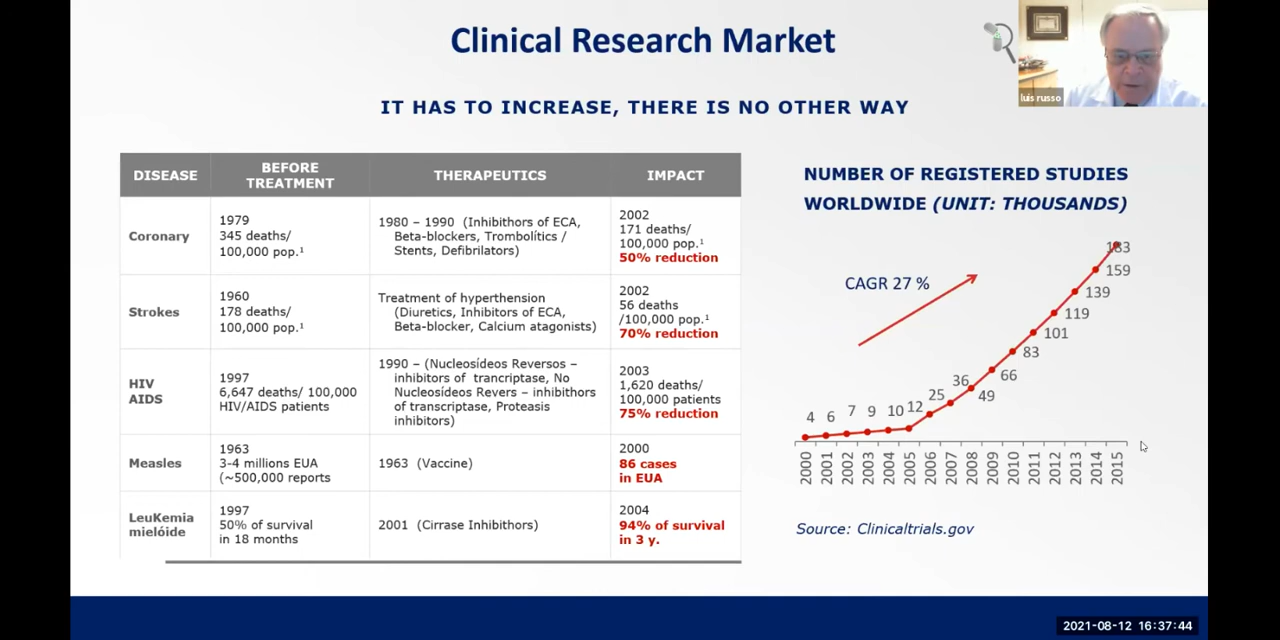 Clinical Research Market
luis russo
IT HAS TO INCREASE, THERE IS NO OTHER WAY
DISEASE
BEFORE
TREATMENT
THERAPEUTICS
IMPACT
Coronary
1979
345 deaths/
100,000 pop.¹
1980 – 1990 (Inhibithors of ECA,
Beta-blockers, Trombolítics /
Stents, Defibrilators)
2002
171 deaths/
100,000 pop.¹
50% reduction
Strokes
1960
178 deaths/
100,000 pop.¹
Treatment of hyperthension
(Diuretics, Inhibitors of ECA,
Beta-blocker, Calcium atagonists)
2002
56 deaths
/100,000 pop.¹
70% reduction
HIV
AIDS
1997
6,647 deaths/ 100,000
HIV/AIDS patients
1990 – (Nucleosídeos Reversos –
inhibitors of trancriptase, No
Nucleosídeos Revers – inhibitors
of transcriptase, Proteasis
inhibitors)
2003
1,620 deaths/
100,000 patients
75% reduction
Measles
1963
3-4 millions EUA
(~500,000 reports
1963 (Vaccine)
2000
86 cases
in EUA
LeuKemia
mielóide
1997
50% of survival
in 18 months
2001 (Cirrase Inhibithors)
2004
94% of survival
in 3 y.
NUMBER OF REGISTERED STUDIES
WORLDWIDE (UNIT: THOUSANDS)
CAGR 27 %
4
6
7
9
10
12
25
36
49
66
83
101
119
139
159
183
2000
2001
2002
2003
2004
2005
2006
2007
2008
2009
2010
2011
2012
2013
2014
2015
Source: Clinicaltrials.gov
2021-08-12 16:37:44